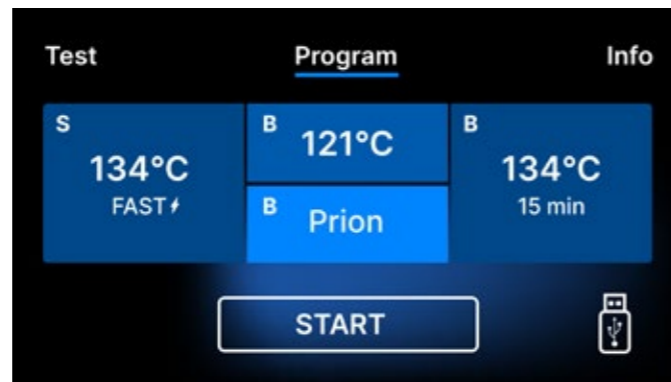 Test
Program
Info
S
134°C
FAST
B
121°C
B
Prion
B
134°C
15 min
START